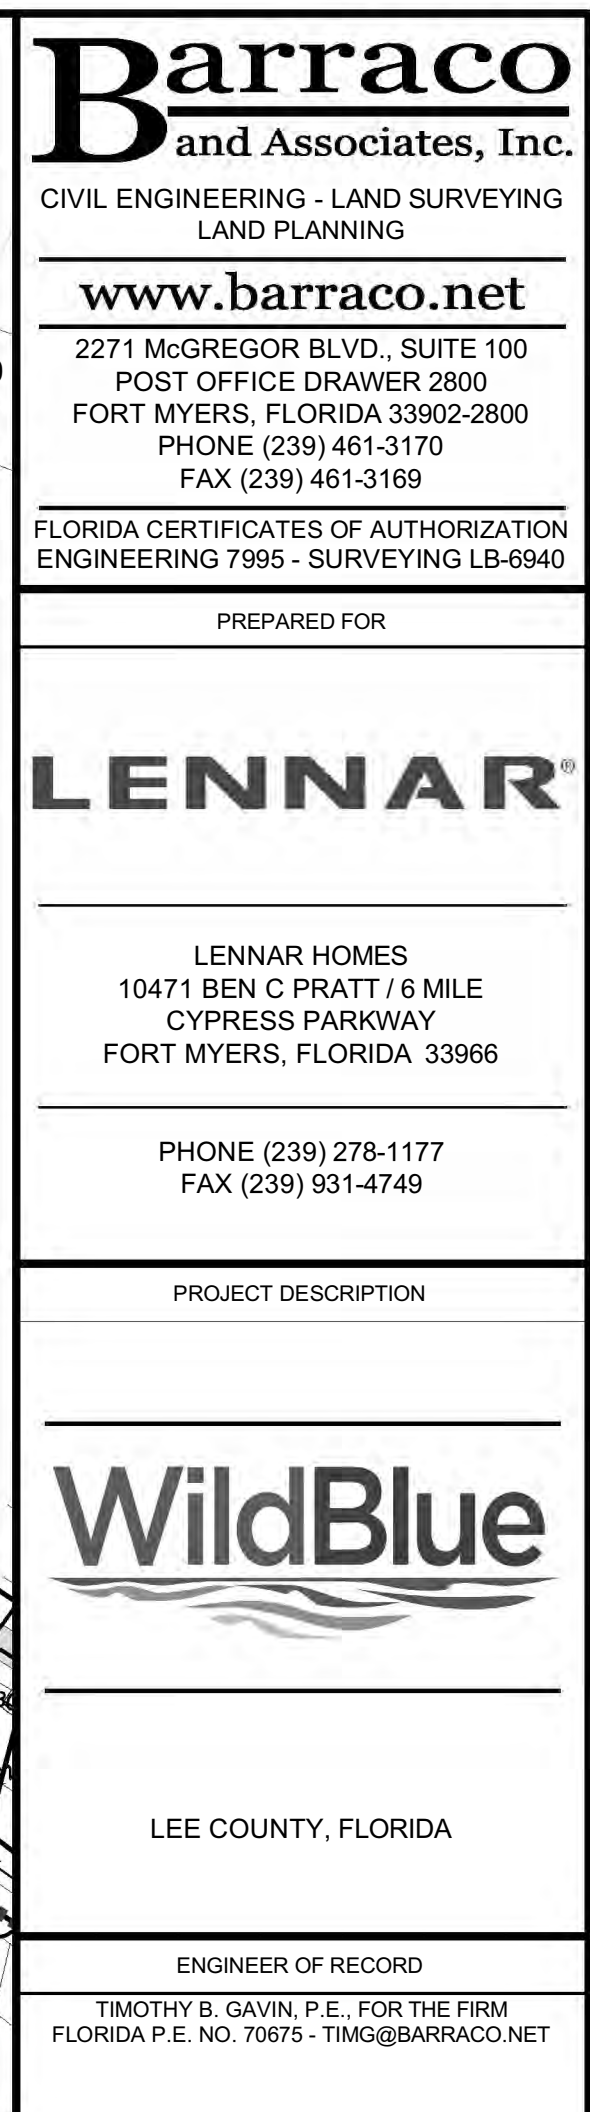 Barraco
and Associates, Inc.
CIVIL ENGINEERING - LAND SURVEYING
LAND PLANNING
www.barraco.net
2271 McGREGOR BLVD., SUITE 100
POST OFFICE DRAWER 2800
FORT MYERS, FLORIDA 33902-2800
PHONE (239) 461-3170
FAX (239) 461-3169
FLORIDA CERTIFICATES OF AUTHORIZATION
ENGINEERING 7995 - SURVEYING LB-6940
PREPARED FOR
LENNAR®
LENNAR HOMES
10471 BEN C PRATT / 6 MILE
CYPRESS PARKWAY
FORT MYERS, FLORIDA 33966
PHONE (239) 278-1177
FAX (239) 931-4749
PROJECT DESCRIPTION
WildBlue
LEE COUNTY, FLORIDA
ENGINEER OF RECORD
TIMOTHY B. GAVIN, P.E., FOR THE FIRM
FLORIDA P.E. NO. 70675 - TIMG@BARRACO.NET